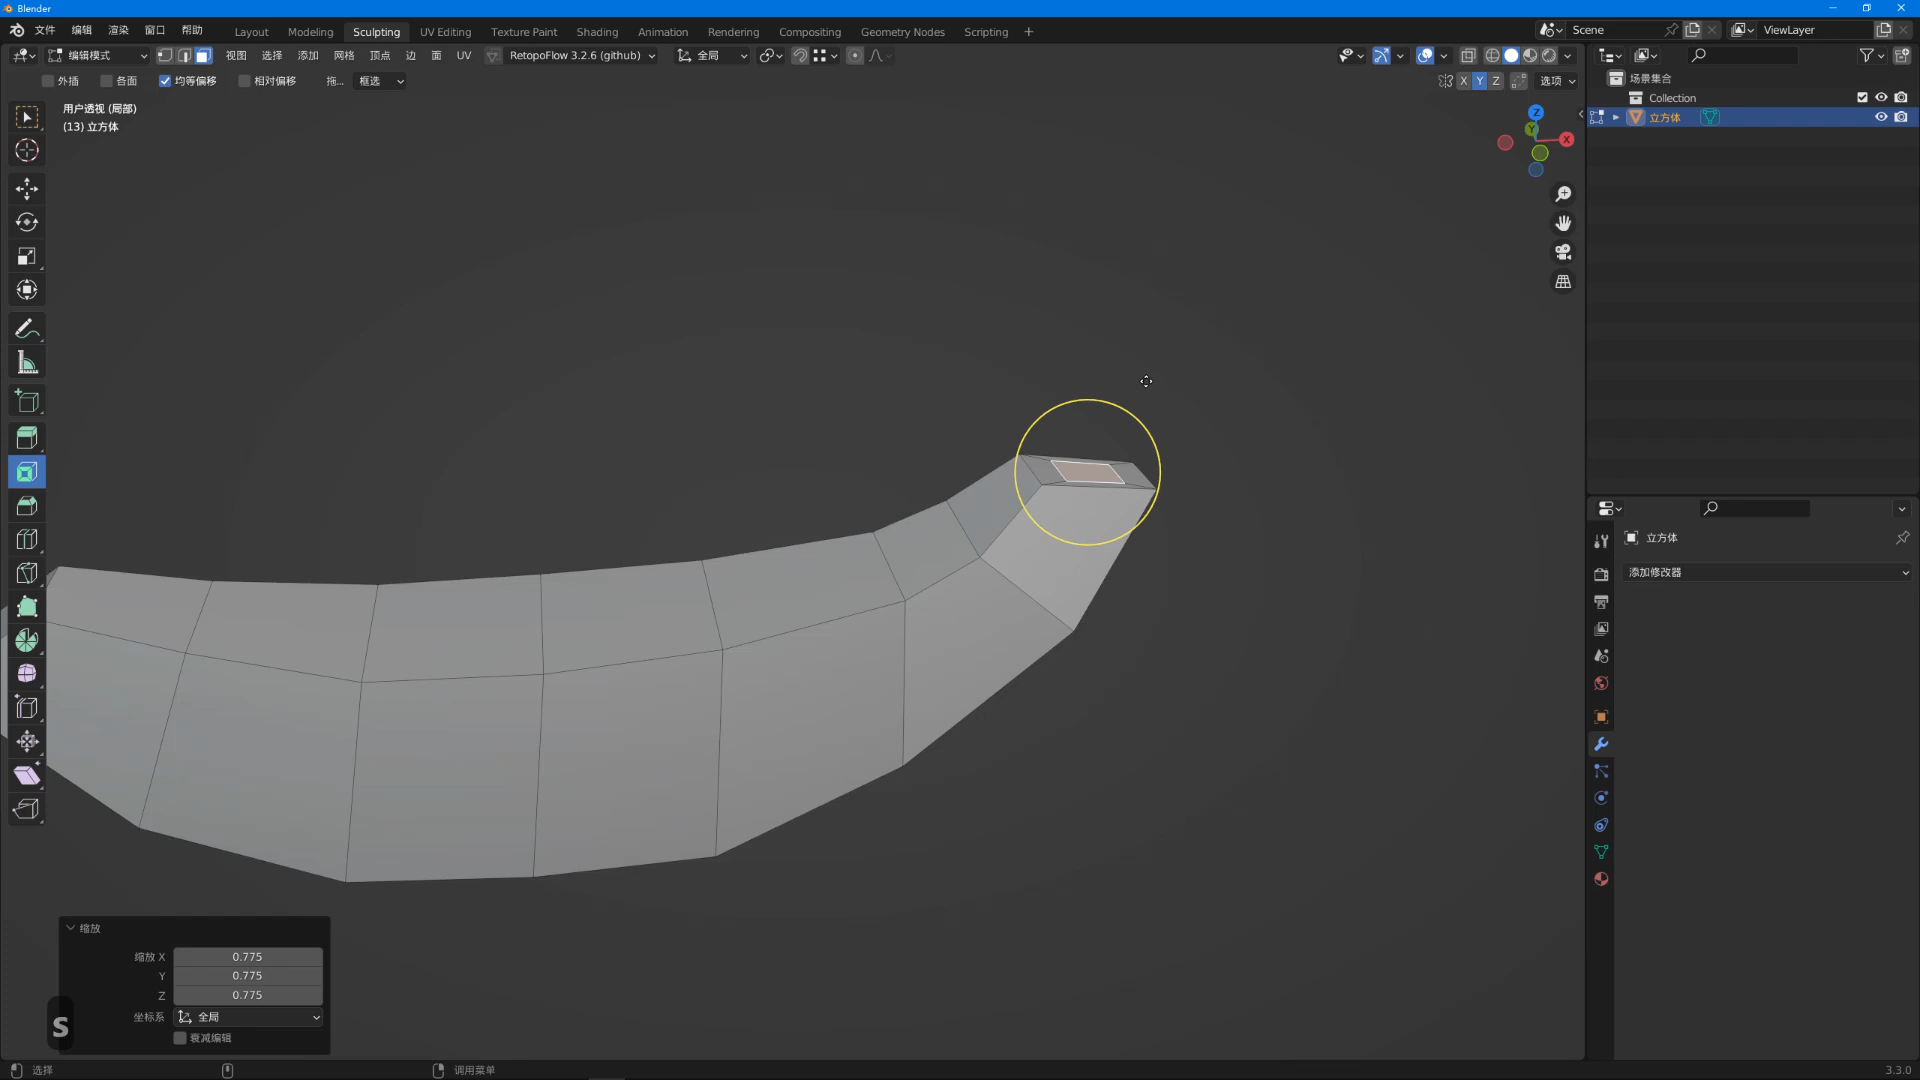 Blender
文件 编辑 渲染 窗口 帮助 Layout Modeling Sculpting UV Editing Texture Paint Shading Animation Rendering Compositing Geometry Nodes Scripting + Scene ViewLayer
编辑模式 视图 选择 添加 网格 顶点 边 面 UV RetopoFlow 3.2.6 (github) 全局
外插 各面 均等偏移 相对偏移 拖... 框选 X Y Z 选项
用户透视 (局部)
(13) 立方体
Z
Y
X
场景集合
Collection
立方体
立方体
添加修改器
缩放
缩放 X 0.775
Y 0.775
Z 0.775
坐标系 全局
衰减编辑
S
选择 调用菜单 3.3.0